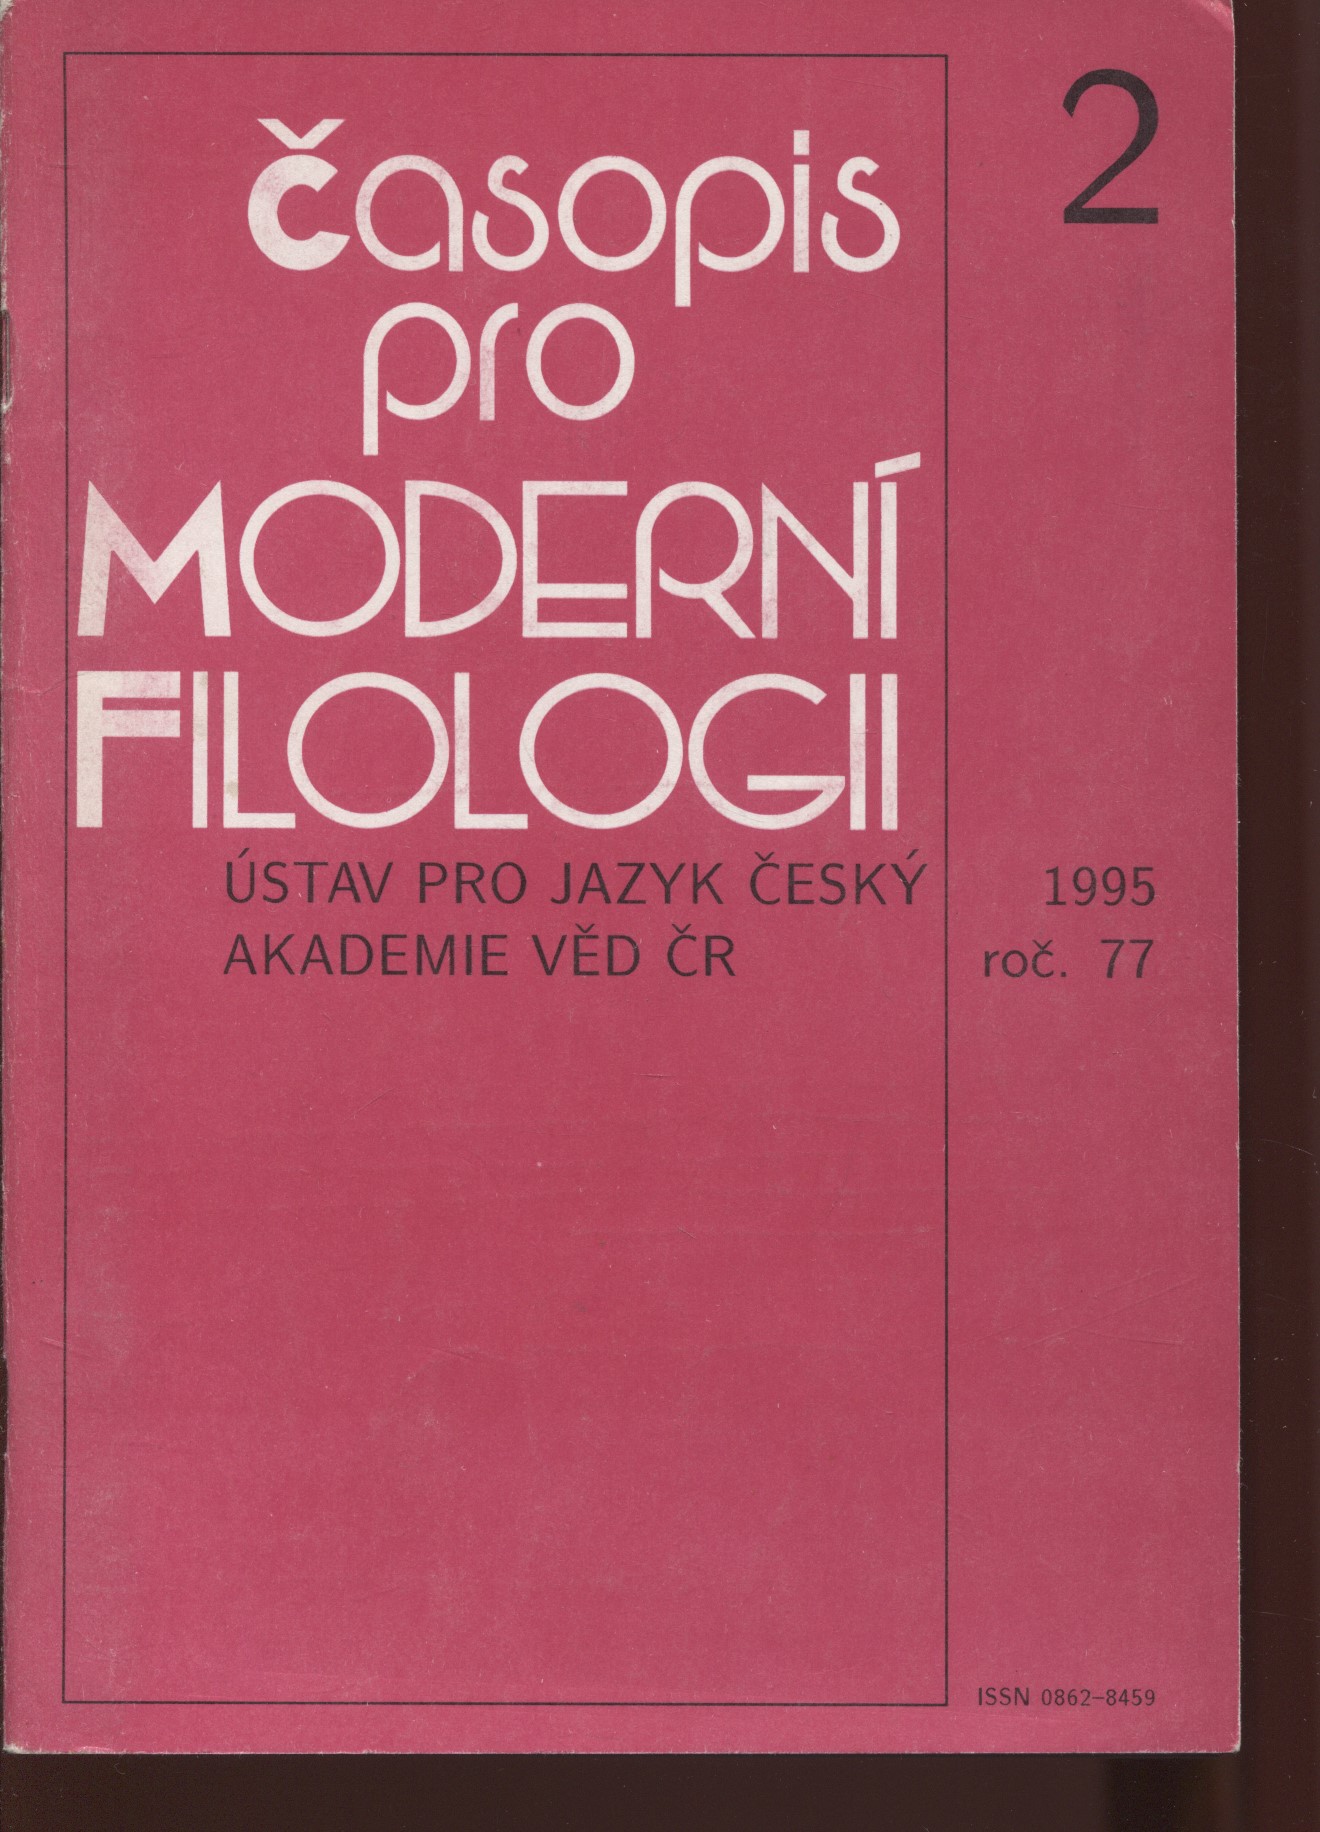 2
časopis
pro
MODERNÍ
FILOLOGII
ÚSTAV PRO JAZYK ČESKÝ
AKADEMIE VĚD ČR
1995
roč. 77
ISSN 0862–8459